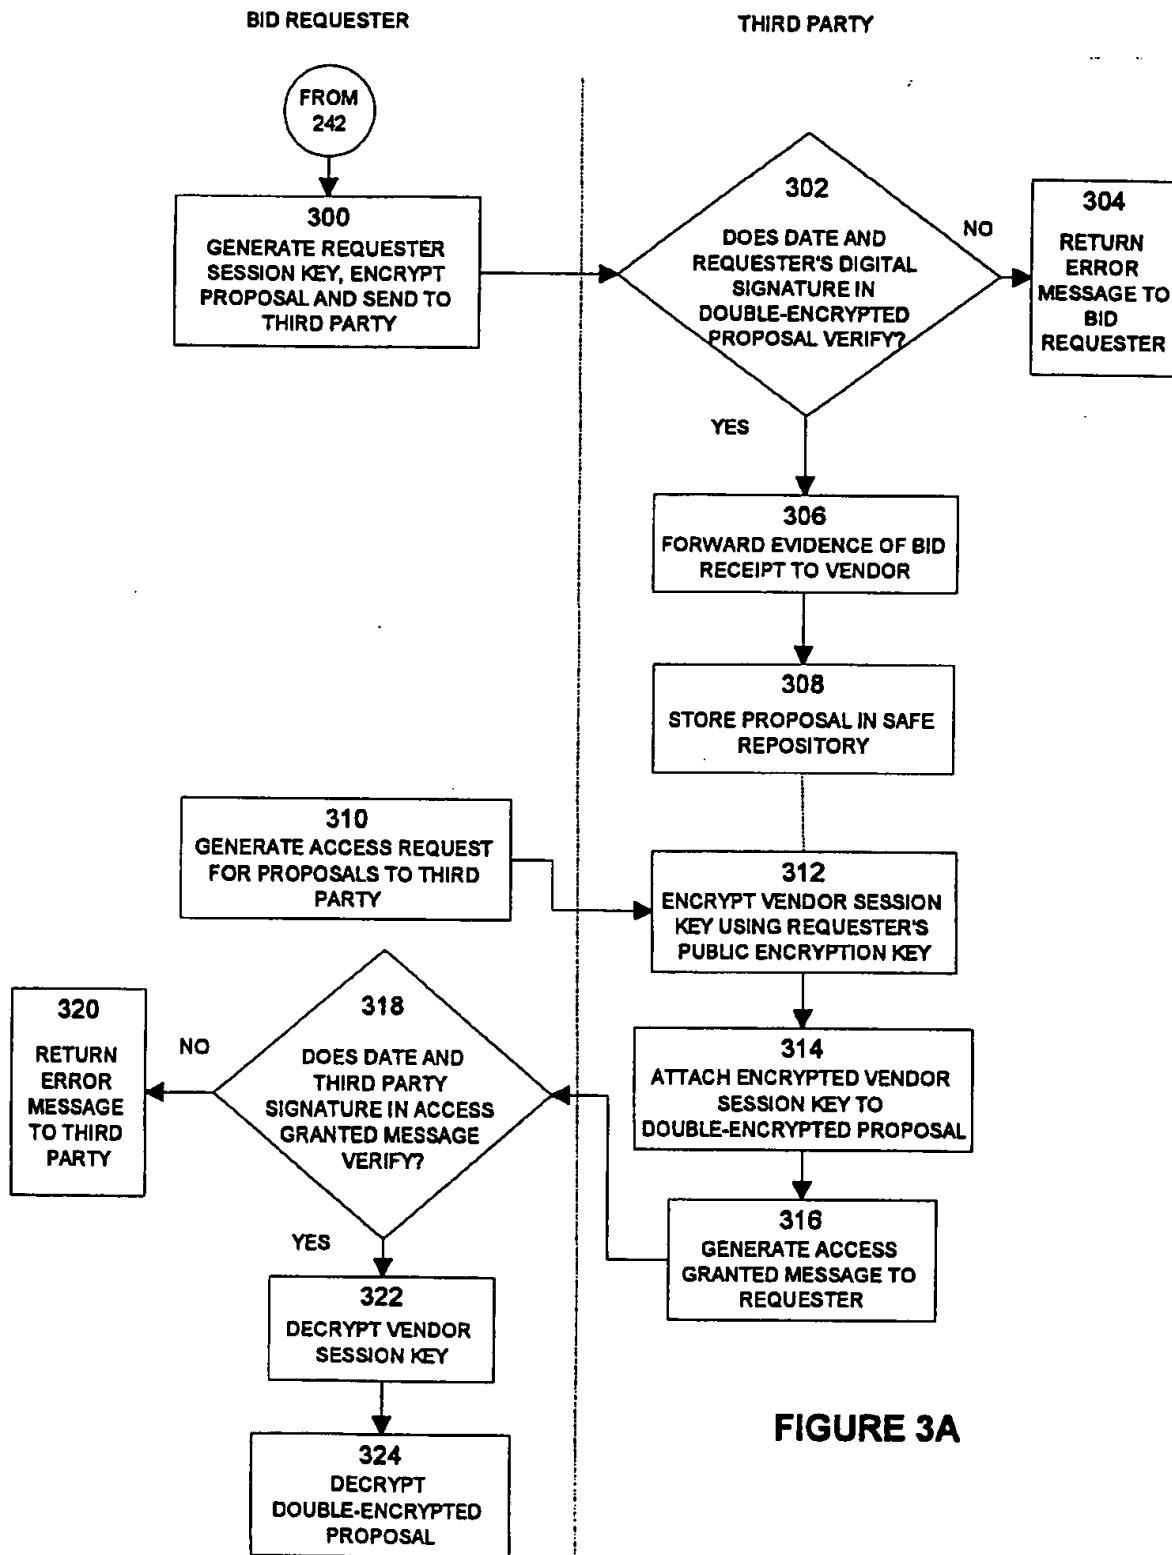 BID REQUESTER
THIRD PARTY
FROM
242
300
GENERATE REQUESTER
SESSION KEY, ENCRYPT
PROPOSAL AND SEND TO
THIRD PARTY
302
DOES DATE AND
REQUESTER'S DIGITAL
SIGNATURE IN
DOUBLE-ENCRYPTED
PROPOSAL VERIFY?
NO
304
RETURN
ERROR
MESSAGE TO
BID
REQUESTER
YES
306
FORWARD EVIDENCE OF BID
RECEIPT TO VENDOR
308
STORE PROPOSAL IN SAFE
REPOSITORY
310
GENERATE ACCESS REQUEST
FOR PROPOSALS TO THIRD
PARTY
312
ENCRYPT VENDOR SESSION
KEY USING REQUESTER'S
PUBLIC ENCRYPTION KEY
314
ATTACH ENCRYPTED VENDOR
SESSION KEY TO
DOUBLE-ENCRYPTED PROPOSAL
316
GENERATE ACCESS
GRANTED MESSAGE TO
REQUESTER
318
DOES DATE AND
THIRD PARTY
SIGNATURE IN ACCESS
GRANTED MESSAGE
VERIFY?
NO
320
RETURN
ERROR
MESSAGE
TO THIRD
PARTY
YES
322
DECRYPT VENDOR
SESSION KEY
324
DECRYPT
DOUBLE-ENCRYPTED
PROPOSAL
FIGURE 3A